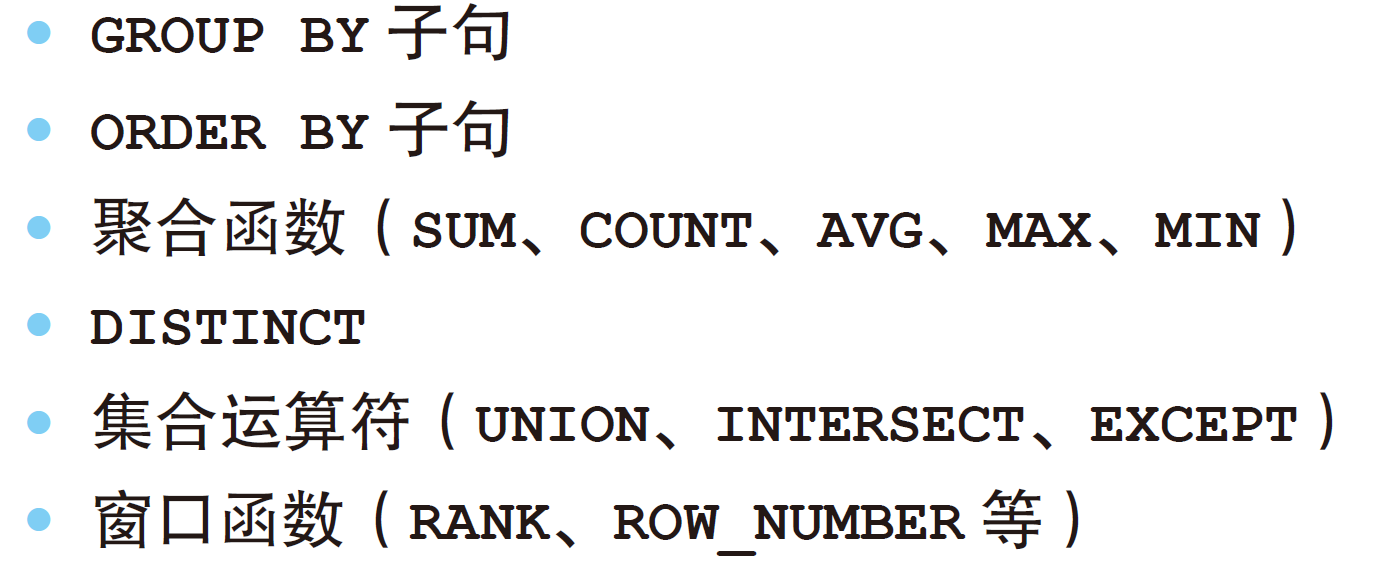 • GROUP BY 子句
• ORDER BY 子句
• 聚合函数（SUM、COUNT、AVG、MAX、MIN）
• DISTINCT
• 集合运算符（UNION、INTERSECT、EXCEPT）
• 窗口函数（RANK、ROW_NUMBER 等）